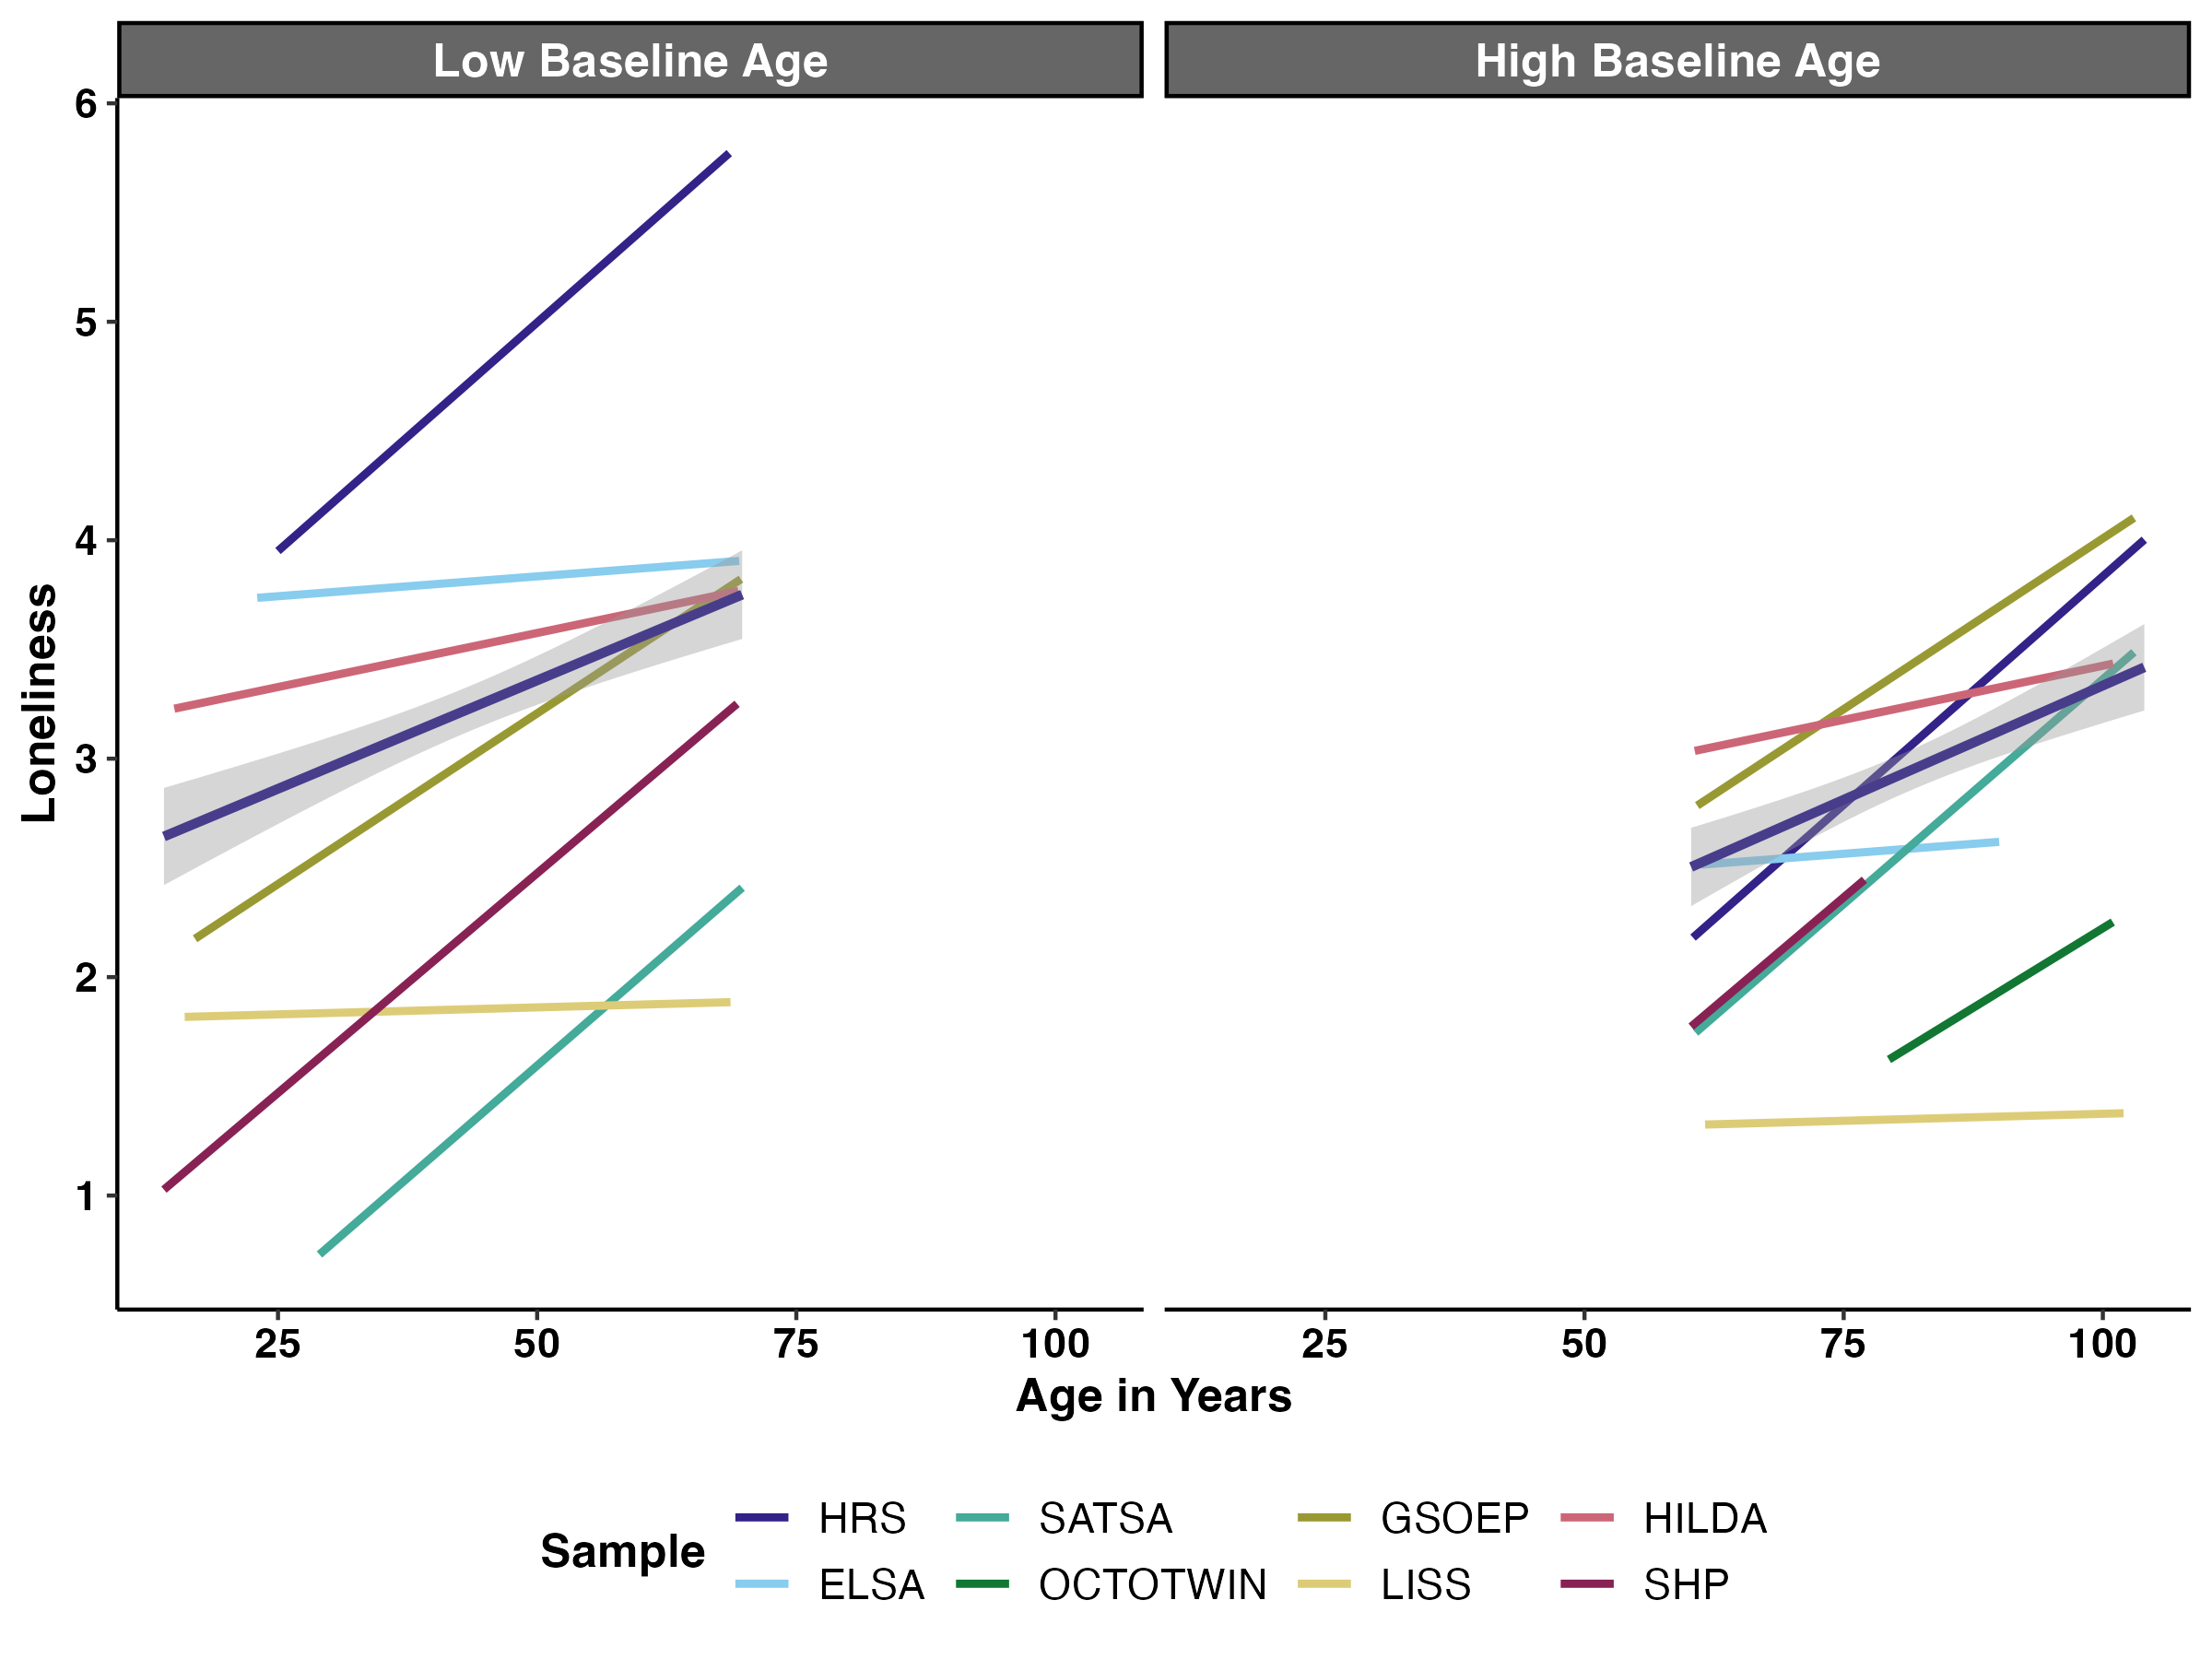 Low Baseline Age
High Baseline Age
6
5
4
3
2
1
Loneliness
25 50 75 100
25 50 75 100
Age in Years
Sample
HRS SATSA GSOEP HILDA
ELSA OCTOTWIN LISS SHP